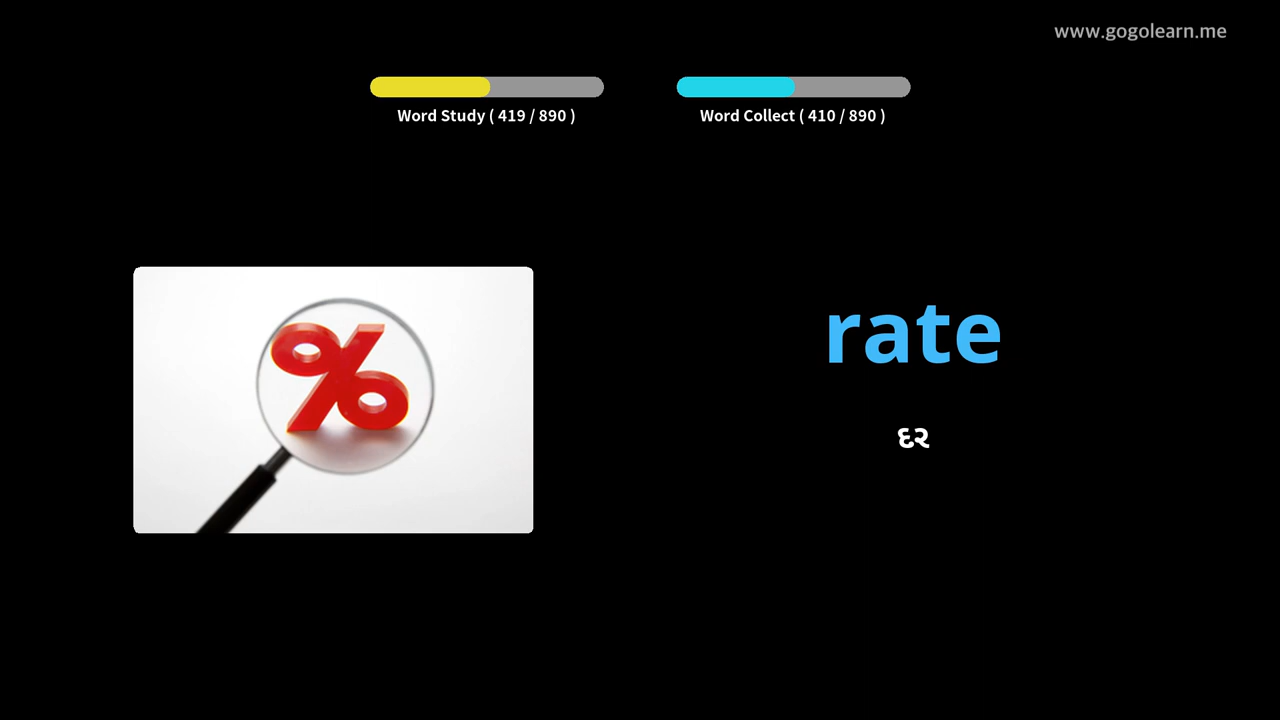 www.gogolearn.me
Word Study ( 419 / 890 )
Word Collect ( 410 / 890 )
%
rate
દર